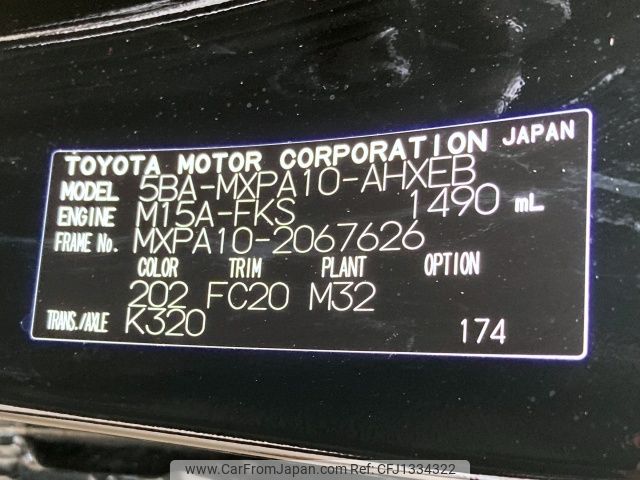 TOYOTA MOTOR CORPORATION JAPAN
MODEL 5BA-MXPA10-AHXEB
ENGINE M15A-FKS 1490 mL
FRAME No. MXPA10-2067626
COLOR TRIM PLANT OPTION
202 FC20 M32
TRANS./AXLE K320 174
www.CarFromJapan.com | CFJ1334322